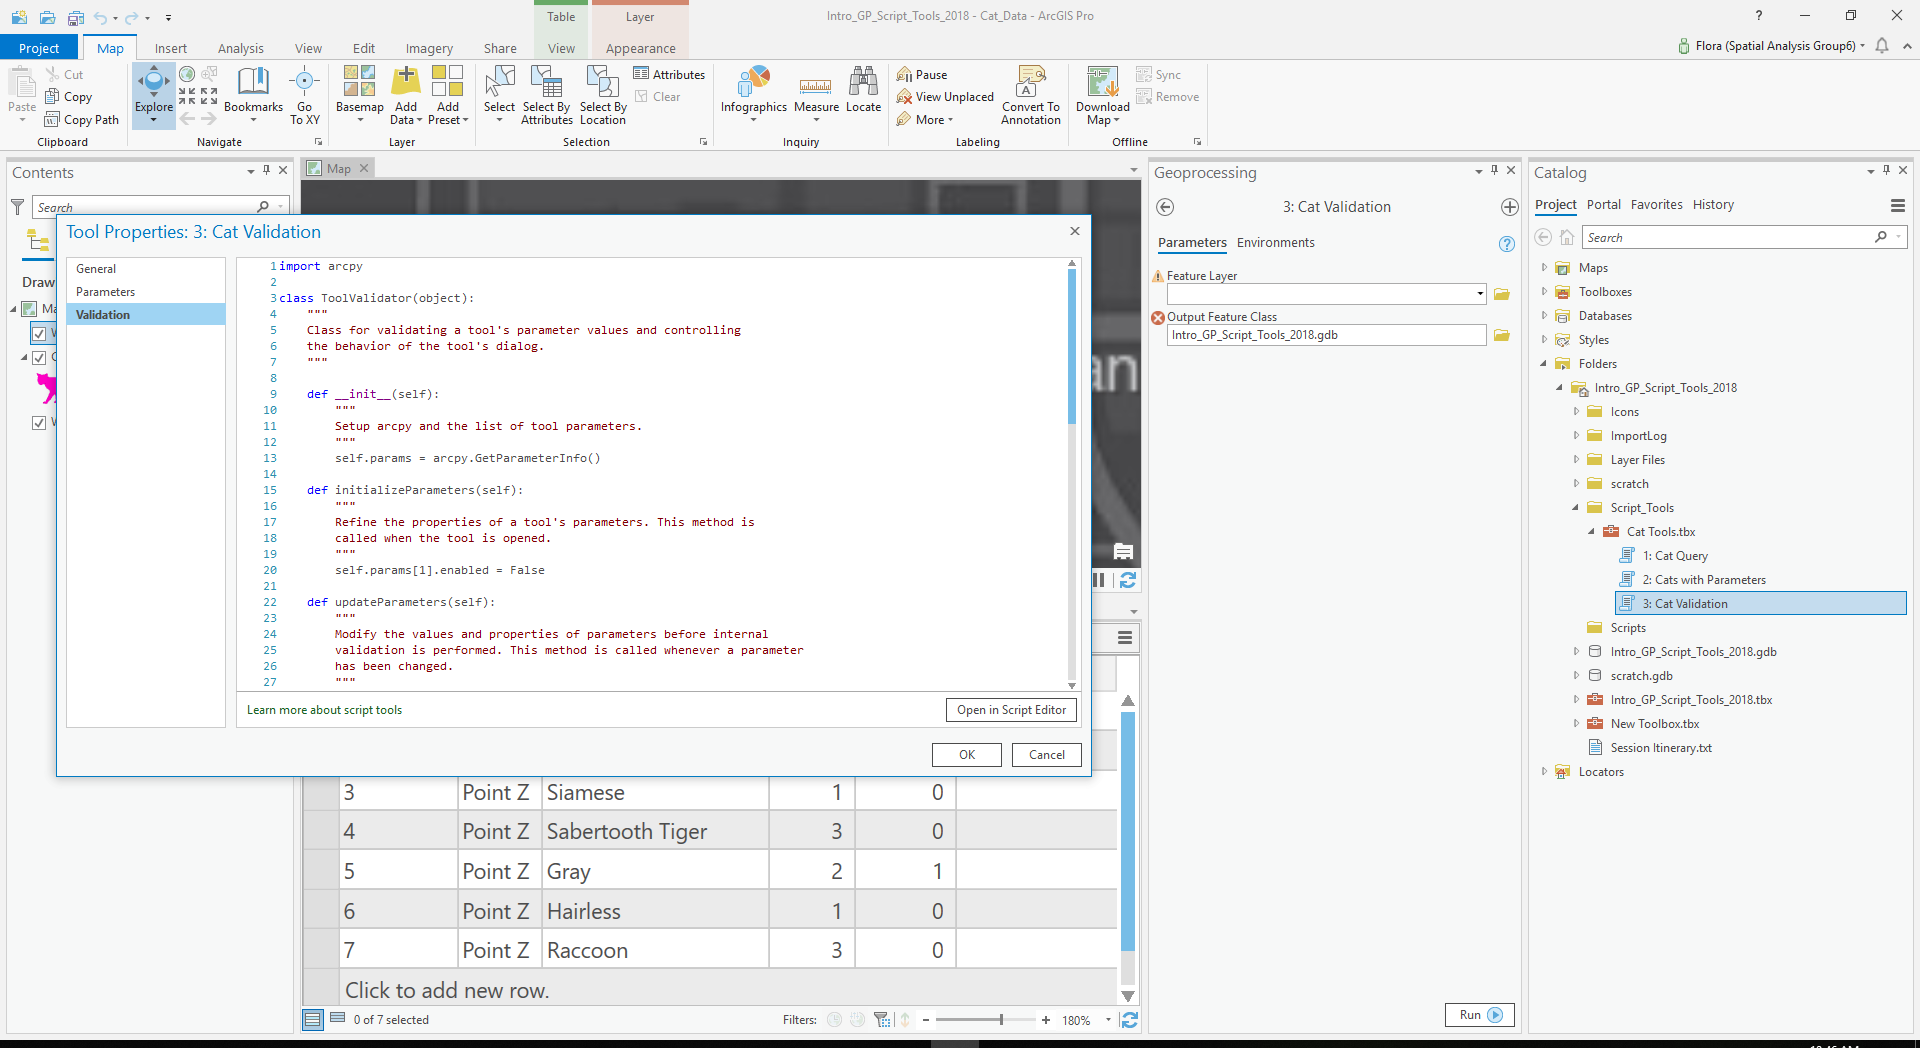 Intro_GP_Script_Tools_2018 - Cat_Data - ArcGIS Pro
Table
Layer
?
Project
Map
Insert
Analysis
View
Edit
Imagery
Share
View
Appearance
Flora (Spatial Analysis Group6)
Paste
Cut
Copy
Copy Path
Clipboard
Explore
Bookmarks
Go
To XY
Navigate
Basemap
Add
Data
Add
Preset
Layer
Select
Select By
Attributes
Select By
Location
Attributes
Clear
Selection
Infographics
Measure
Locate
Inquiry
Pause
View Unplaced
More
Convert To
Annotation
Labeling
Download
Map
Sync
Remove
Offline
Contents
Search
Draw
Ma
Map
an
Tool Properties: 3: Cat Validation
General
Parameters
Validation
1 import arcpy
2
3 class ToolValidator(object):
4 """
5 Class for validating a tool's parameter values and controlling
6 the behavior of the tool's dialog.
7 """
8
9 def __init__(self):
10 """
11 Setup arcpy and the list of tool parameters.
12 """
13 self.params = arcpy.GetParameterInfo()
14
15 def initializeParameters(self):
16 """
17 Refine the properties of a tool's parameters. This method is
18 called when the tool is opened.
19 """
20 self.params[1].enabled = False
21
22 def updateParameters(self):
23 """
24 Modify the values and properties of parameters before internal
25 validation is performed. This method is called whenever a parameter
26 has been changed.
27 """
Learn more about script tools
Open in Script Editor
OK
Cancel
3 Point Z Siamese 1 0
4 Point Z Sabertooth Tiger 3 0
5 Point Z Gray 2 1
6 Point Z Hairless 1 0
7 Point Z Raccoon 3 0
Click to add new row.
0 of 7 selected
Filters:
- + 180%
Geoprocessing
3: Cat Validation
Parameters
Environments
?
Feature Layer
Output Feature Class
Intro_GP_Script_Tools_2018.gdb
Run
Catalog
Project
Portal
Favorites
History
Search
Maps
Toolboxes
Databases
Styles
Folders
Intro_GP_Script_Tools_2018
Icons
ImportLog
Layer Files
scratch
Script_Tools
Cat Tools.tbx
1: Cat Query
2: Cats with Parameters
3: Cat Validation
Scripts
Intro_GP_Script_Tools_2018.gdb
scratch.gdb
Intro_GP_Script_Tools_2018.tbx
New Toolbox.tbx
Session Itinerary.txt
Locators